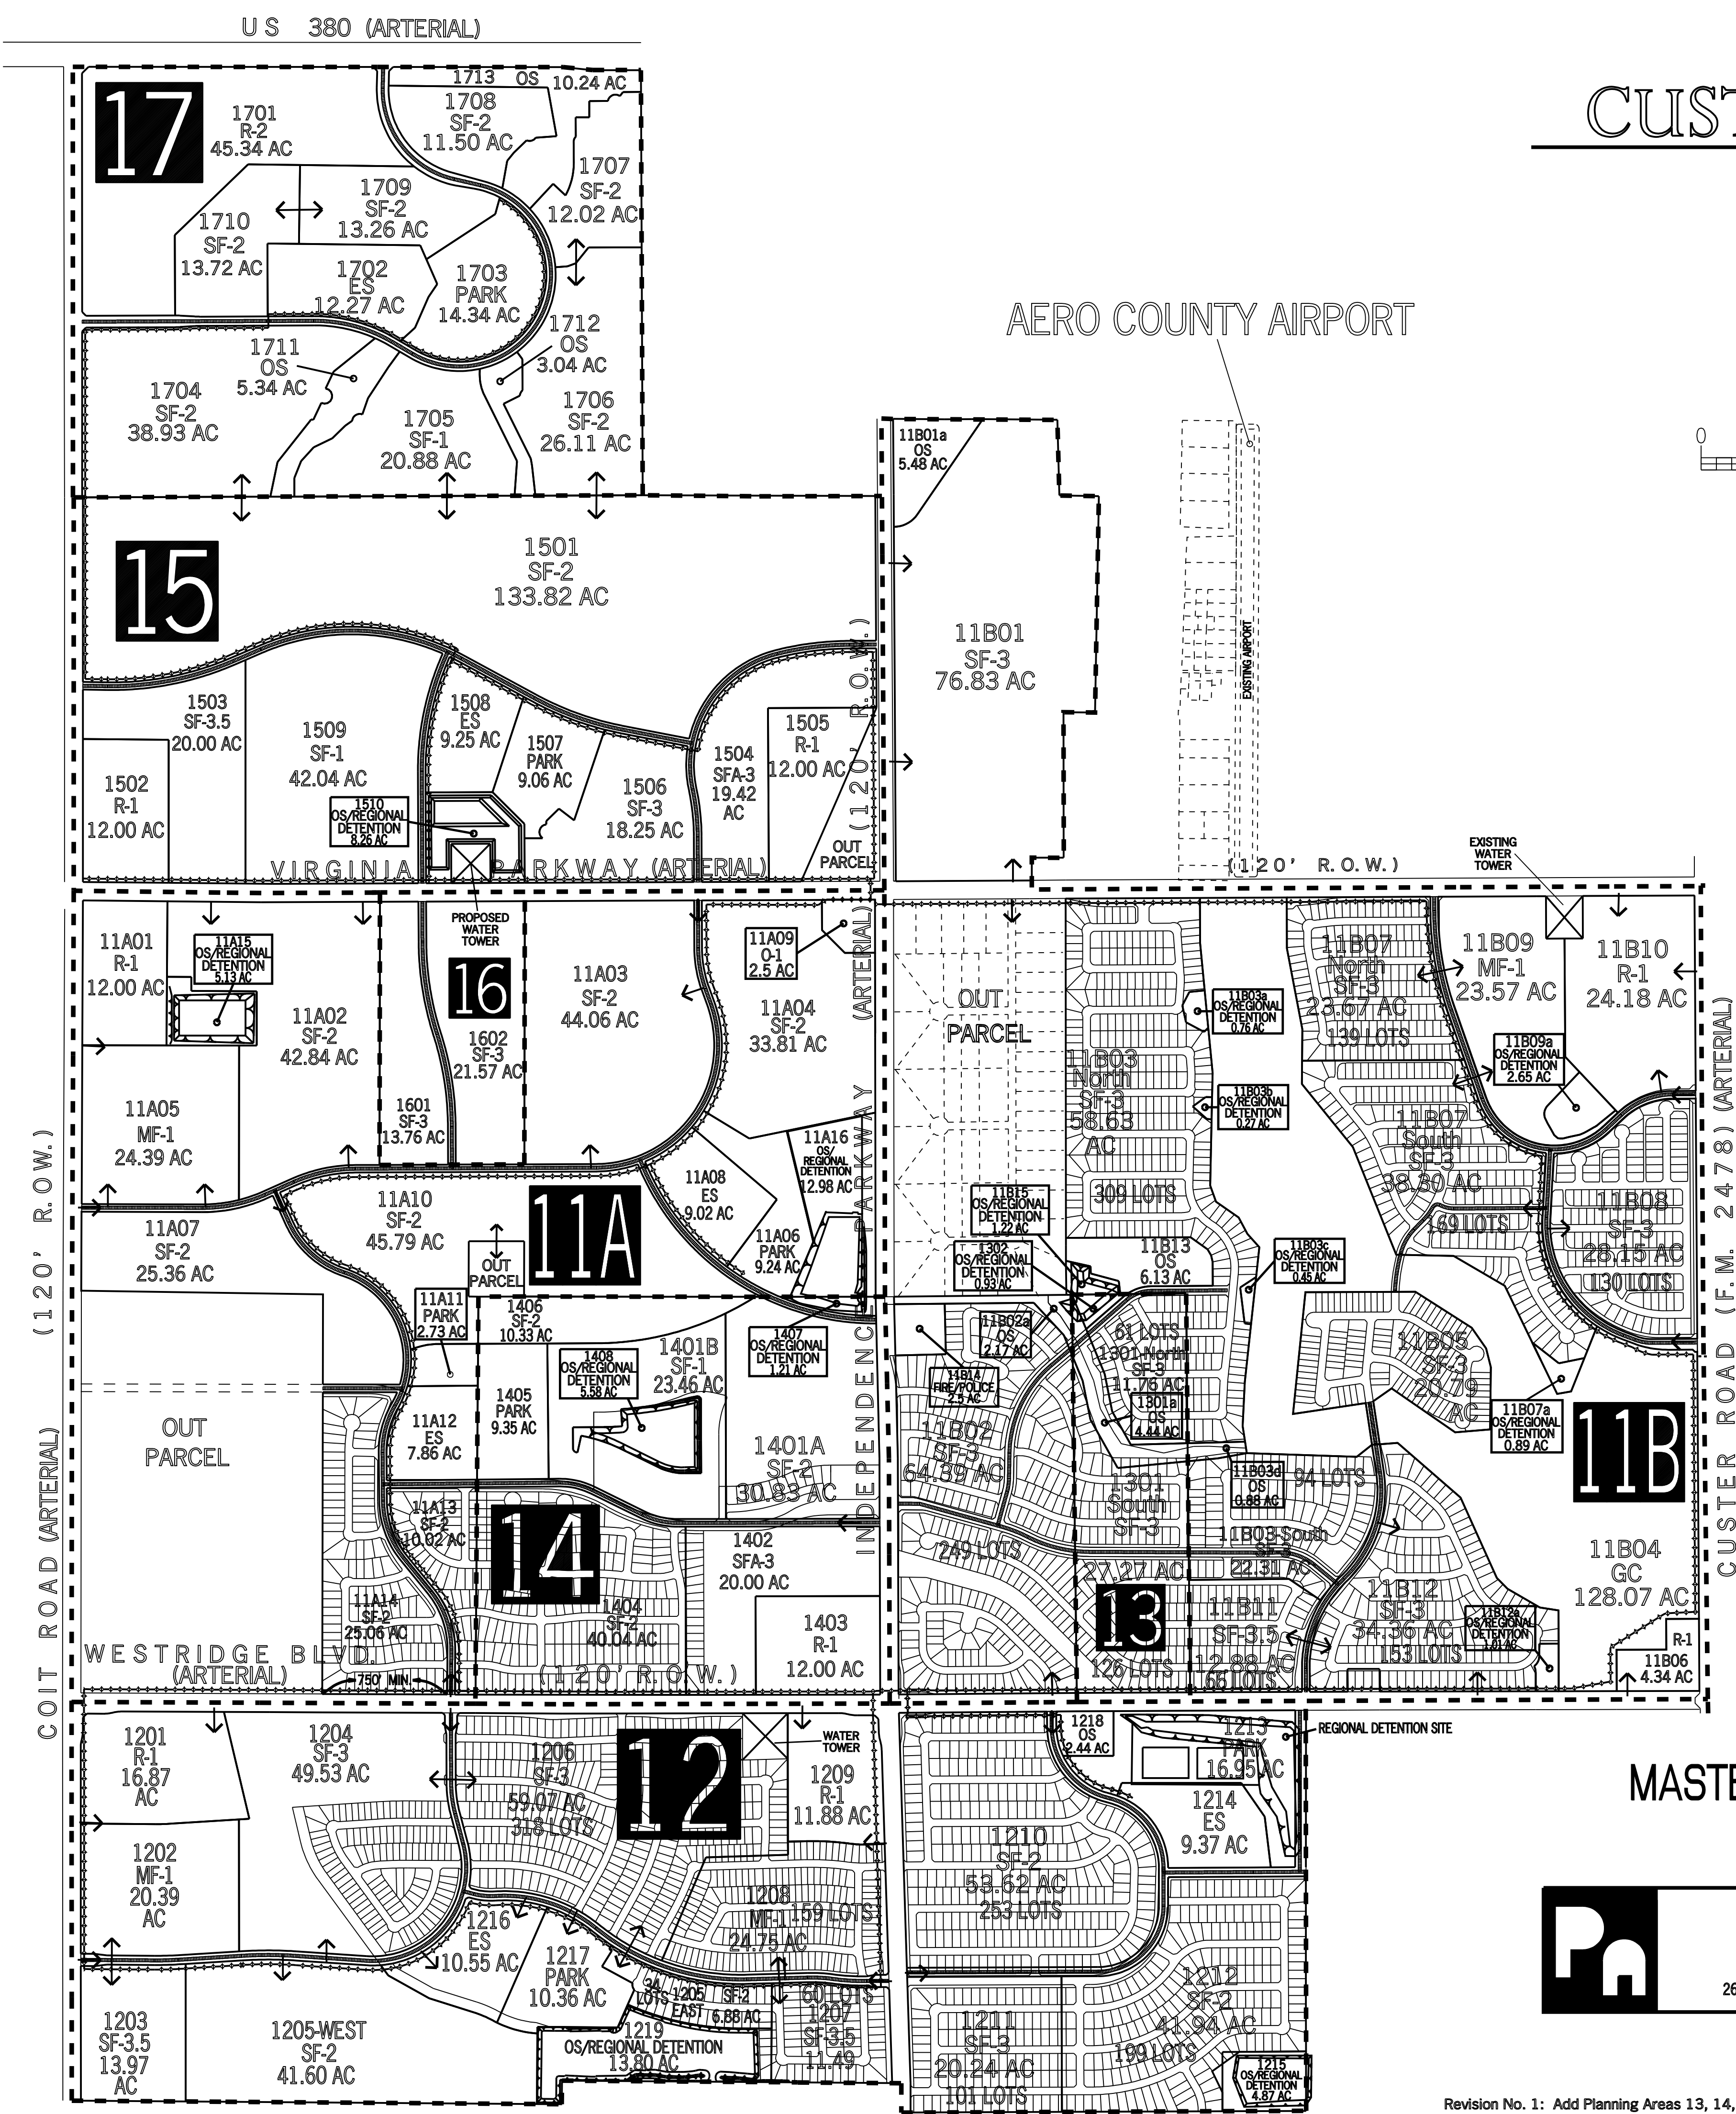 US 380 (ARTERIAL)
CUST
17
1713 OS 10.24 AC
1701
R-2
45.34 AC
1708
SF-2
11.50 AC
1707
SF-2
12.02 AC
1709
SF-2
13.26 AC
1710
SF-2
13.72 AC
1702
ES
12.27 AC
1703
PARK
14.34 AC
1712
OS
3.04 AC
1711
OS
5.34 AC
1704
SF-2
38.93 AC
1705
SF-1
20.88 AC
1706
SF-2
26.11 AC
AERO COUNTY AIRPORT
EXISTING AIRPORT
0
11B01a
OS
5.48 AC
11B01
SF-3
76.83 AC
15
1501
SF-2
133.82 AC
1503
SF-3.5
20.00 AC
1509
SF-1
42.04 AC
1508
ES
9.25 AC
1507
PARK
9.06 AC
1506
SF-3
18.25 AC
1504
SFA-3
19.42
AC
1505
R-1
12.00 AC
1502
R-1
12.00 AC
1510
OS/REGIONAL
DETENTION
8.26 AC
OUT
PARCEL
(120' R.O.W.)
VIRGINIA PARKWAY (ARTERIAL)
(120' R.O.W.)
EXISTING
WATER
TOWER
PROPOSED
WATER
TOWER
11A01
R-1
12.00 AC
11A15
OS/REGIONAL
DETENTION
5.13 AC
11A02
SF-2
42.84 AC
16
1602
SF-3
21.57 AC
1601
SF-3
13.76 AC
11A03
SF-2
44.06 AC
11A09
O-1
2.5 AC
11A04
SF-2
33.81 AC
11A05
MF-1
24.39 AC
11A07
SF-2
25.36 AC
11A10
SF-2
45.79 AC
11A
11A08
ES
9.02 AC
11A16
OS/
REGIONAL
DETENTION
12.98 AC
11A06
PARK
9.24 AC
OUT
PARCEL
11A11
PARK
2.73 AC
11A12
ES
7.86 AC
11A13
SF-2
10.02 AC
11A14
SF-2
25.06 AC
OUT
PARCEL
COIT ROAD (ARTERIAL) (120' R.O.W.)
INDEPENDENCE PARKWAY (ARTERIAL)
1406
SF-2
10.33 AC
1401B
SF-1
23.46 AC
1407
OS/REGIONAL
DETENTION
1.21 AC
1408
OS/REGIONAL
DETENTION
5.58 AC
1405
PARK
9.35 AC
1401A
SF-2
30.83 AC
14
1402
SFA-3
20.00 AC
1404
SF-2
40.04 AC
1403
R-1
12.00 AC
OUT
PARCEL
11B03
North
SF-3
58.63
AC
309 LOTS
11B03a
OS/REGIONAL
DETENTION
0.76 AC
11B03b
OS/REGIONAL
DETENTION
0.27 AC
11B03c
OS/REGIONAL
DETENTION
0.45 AC
11B07
North
SF-3
23.67 AC
139 LOTS
11B09
MF-1
23.57 AC
11B10
R-1
24.18 AC
11B09a
OS/REGIONAL
DETENTION
2.65 AC
11B07
South
SF-3
38.30 AC
169 LOTS
11B08
SF-3
28.15 AC
130 LOTS
11B15
OS/REGIONAL
DETENTION
1.22 AC
1302
OS/REGIONAL
DETENTION
0.93 AC
11B13
OS
6.13 AC
11B02a
OS
2.17 AC
11B14
FIRE/POLICE
2.5 AC
61 LOTS
1301-North
SF-3
11.76 AC
1301a
OS
4.44 AC
11B05
SF-3
20.79
AC
11B07a
OS/REGIONAL
DETENTION
0.89 AC
11B
11B02
SF-3
64.39 AC
249 LOTS
1301
South
SF-3
27.27 AC
13
126 LOTS
11B03d
OS
0.88 AC
94 LOTS
11B03-South
SF-3
22.31 AC
11B11
SF-3.5
12.88 AC
66 LOTS
11B12
SF-3
34.36 AC
153 LOTS
11B12a
OS/REGIONAL
DETENTION
1.01 AC
11B04
GC
128.07 AC
R-1
11B06
4.34 AC
CUSTER ROAD (F.M. 2478) (ARTERIAL)
WESTRIDGE BLVD.
(ARTERIAL)
750' MIN.
(120' R.O.W.)
1201
R-1
16.87
AC
1204
SF-3
49.53 AC
1206
SF-3
59.07 AC
318 LOTS
12
WATER
TOWER
1209
R-1
11.88 AC
1218
OS
2.44 AC
1213
PARK
16.95 AC
REGIONAL DETENTION SITE
1214
ES
9.37 AC
MASTE
1202
MF-1
20.39
AC
1208
MF-1
24.75 AC
159 LOTS
1210
SF-2
53.62 AC
253 LOTS
1216
ES
10.55 AC
1217
PARK
10.36 AC
34
LOTS
1205
EAST
SF-2
6.88 AC
60 LOTS
1207
SF-3.5
11.49
1203
SF-3.5
13.97
AC
1205-WEST
SF-2
41.60 AC
1219
OS/REGIONAL DETENTION
13.80 AC
1211
SF-3
20.24 AC
101 LOTS
1212
SF-2
41.94 AC
199 LOTS
1215
OS/REGIONAL
DETENTION
4.87 AC
Pn
26
Revision No. 1: Add Planning Areas 13, 14,